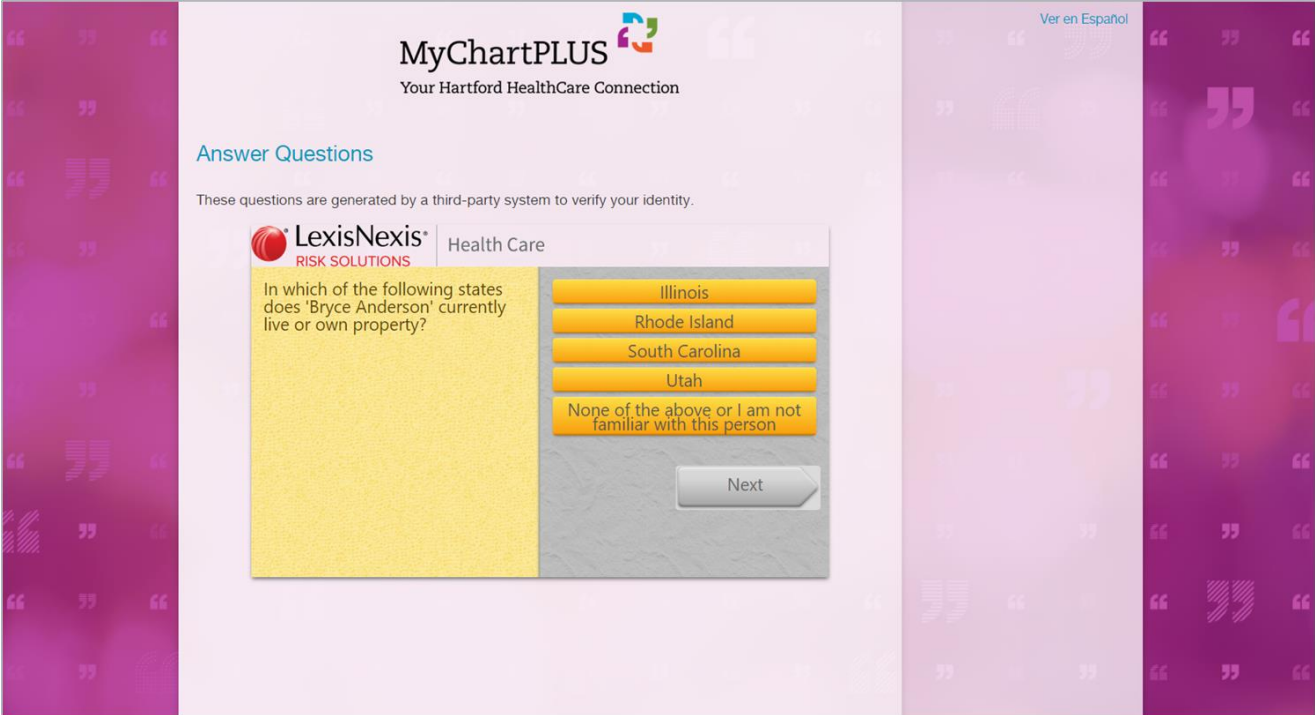 Ver en Español
MyChartPLUS
Your Hartford HealthCare Connection
Answer Questions
These questions are generated by a third-party system to verify your identity.
LexisNexis®
RISK SOLUTIONS
Health Care
In which of the following states
does 'Bryce Anderson' currently
live or own property?
Illinois
Rhode Island
South Carolina
Utah
None of the above or I am not
familiar with this person
Next